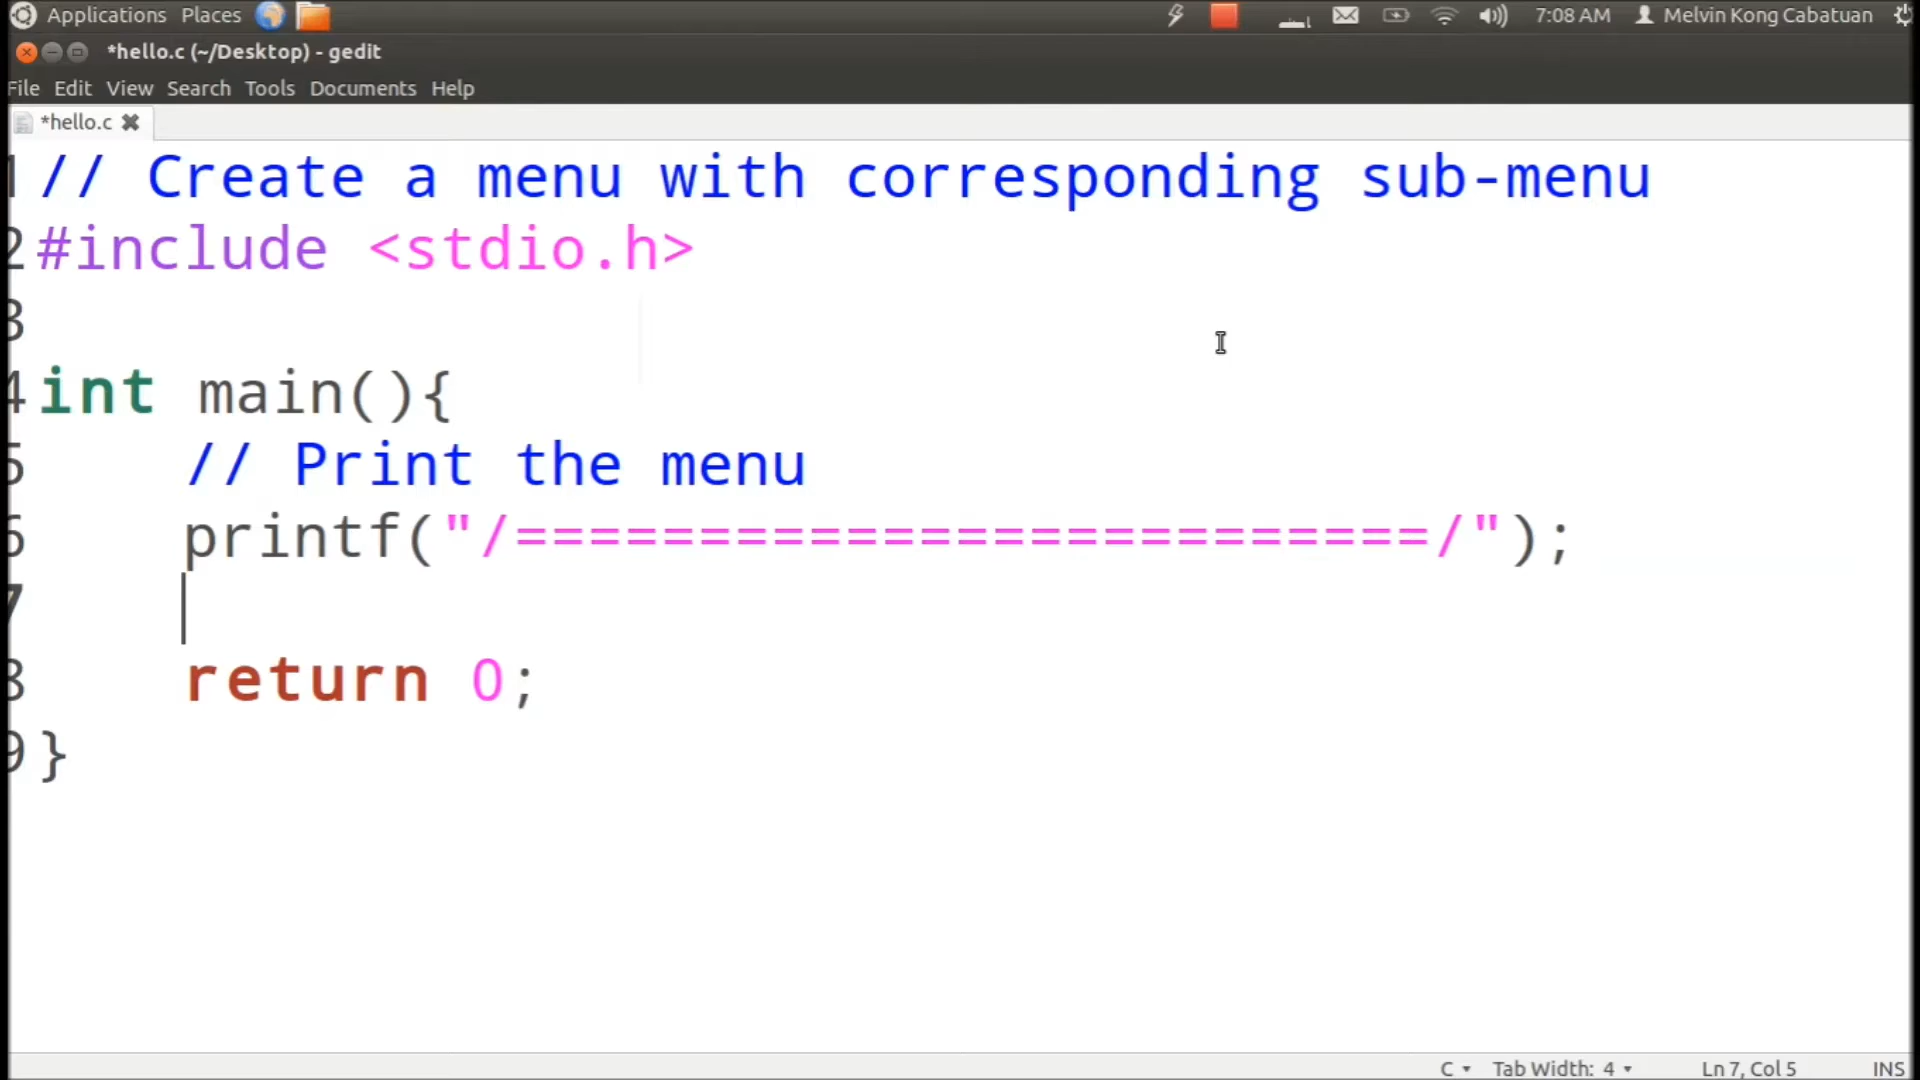 Applications Places 7:08 AM Melvin Kong Cabatuan
*hello.c (~/Desktop) - gedit
File Edit View Search Tools Documents Help
*hello.c
1 // Create a menu with corresponding sub-menu
2 #include <stdio.h>
3
4 int main(){
5 // Print the menu
6 printf("/=========================/");
7
8 return 0;
9 }
C Tab Width: 4 Ln 7, Col 5 INS